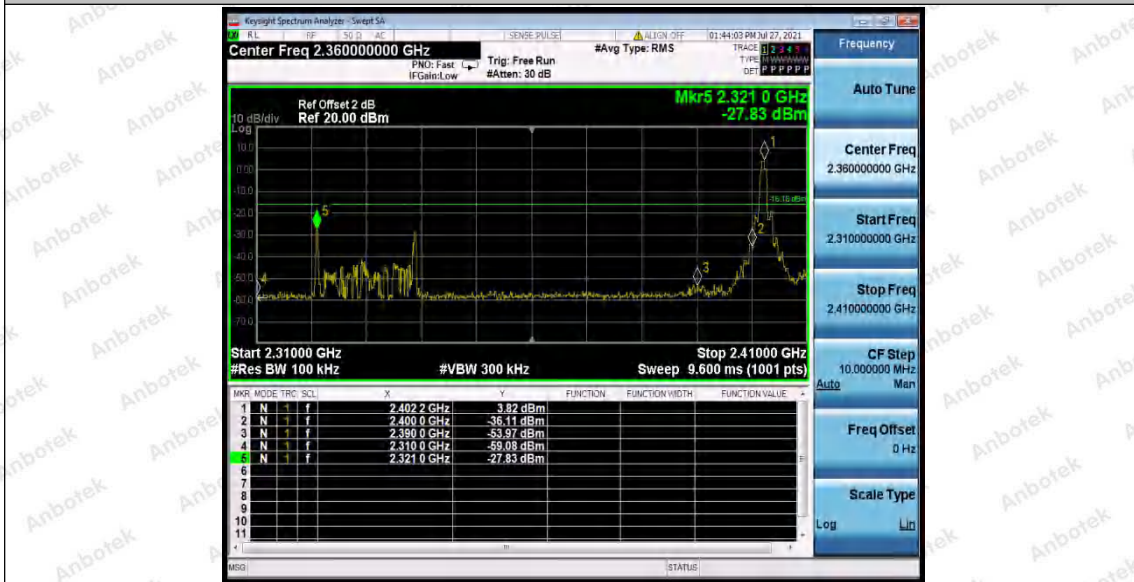 Keysight Spectrum Analyzer - Swept SA
RL RF 50 Ω AC SENSE:PULSE ALIGN OFF 01:44:03 PM Jul 27, 2021
Center Freq 2.360000000 GHz
PNO: Fast
IFGain:Low
Trig: Free Run
#Atten: 30 dB
#Avg Type: RMS
TRACE 1 2 3 4 5 6
TYPE M W W W W W
DET P P P P P P
Mkr5 2.321 0 GHz
-27.83 dBm
Ref Offset 2 dB
10 dB/div Ref 20.00 dBm
Log
10.0
0.00
-10.0
-20.0
-30.0
-40.0
-50.0
-60.0
-70.0
1
2
3
4
5
-16.18 dBm
Start 2.31000 GHz Stop 2.41000 GHz
#Res BW 100 kHz #VBW 300 kHz Sweep 9.600 ms (1001 pts)
MKR MODE TRC SCL X Y FUNCTION FUNCTION WIDTH FUNCTION VALUE
1 N 1 f 2.402 2 GHz 3.82 dBm
2 N 1 f 2.400 0 GHz -36.11 dBm
3 N 1 f 2.390 0 GHz -53.97 dBm
4 N 1 f 2.310 0 GHz -59.08 dBm
5 N 1 f 2.321 0 GHz -27.83 dBm
6
7
8
9
10
11
MSG STATUS
Frequency
Auto Tune
Center Freq
2.360000000 GHz
Start Freq
2.310000000 GHz
Stop Freq
2.410000000 GHz
CF Step
10.000000 MHz
Auto Man
Freq Offset
0 Hz
Scale Type
Log Lin
Anbotek